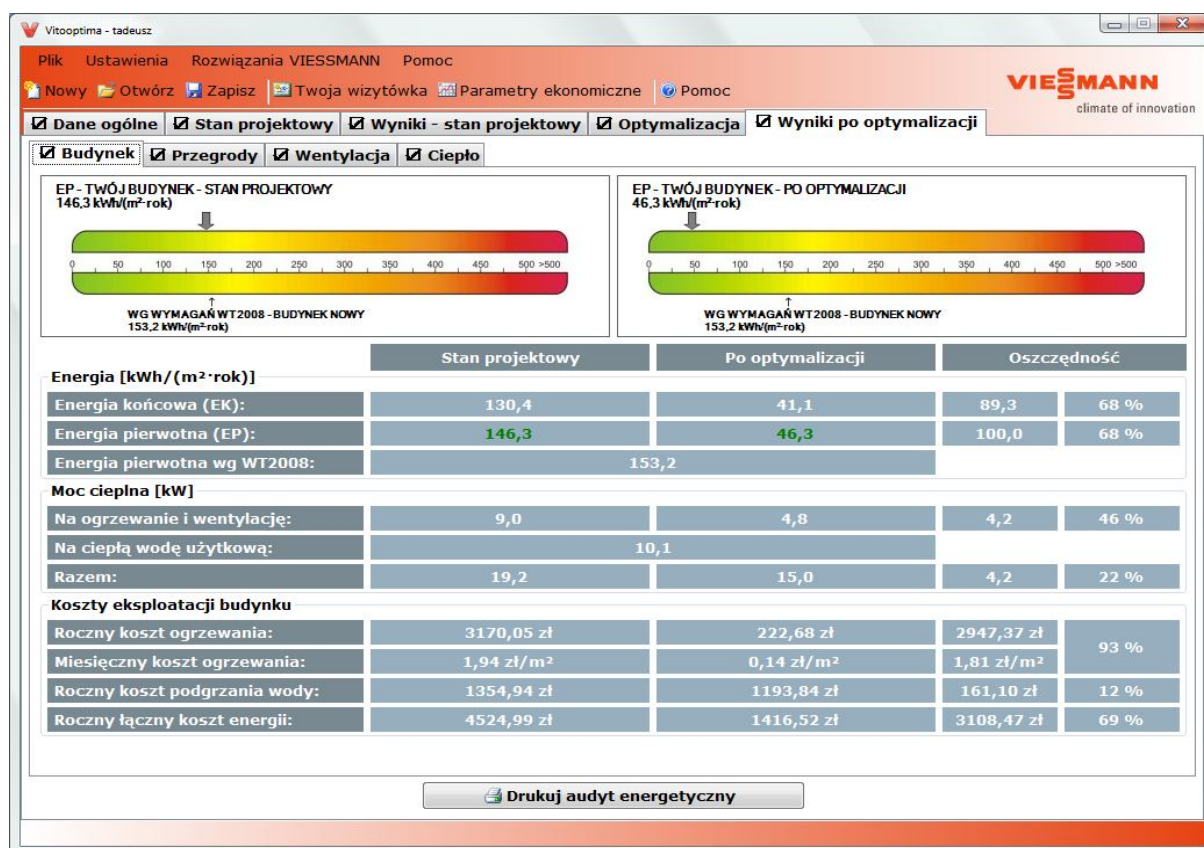 Vitooptima - tadeusz
Plik Ustawienia Rozwiązania VIESSMANN Pomoc
Nowy Otwórz Zapisz Twoja wizytówka Parametry ekonomiczne Pomoc
VIESSMANN
climate of innovation
Dane ogólne Stan projektowy Wyniki - stan projektowy Optymalizacja Wyniki po optymalizacji
Budynek Przegrody Wentylacja Ciepło
EP - TWÓJ BUDYNEK - STAN PROJEKTOWY
146,3 kWh/(m²·rok)
0 50 100 150 200 250 300 350 400 450 500 >500
WG WYMAGAŃ WT2008 - BUDYNEK NOWY
153,2 kWh/(m²·rok)
EP - TWÓJ BUDYNEK - PO OPTYMALIZACJI
46,3 kWh/(m²·rok)
0 50 100 150 200 250 300 350 400 450 500 >500
WG WYMAGAŃ WT2008 - BUDYNEK NOWY
153,2 kWh/(m²·rok)
Stan projektowy Po optymalizacji Oszczędność
Energia [kWh/(m²·rok)]
Energia końcowa (EK): 130,4 41,1 89,3 68 %
Energia pierwotna (EP): 146,3 46,3 100,0 68 %
Energia pierwotna wg WT2008: 153,2
Moc cieplna [kW]
Na ogrzewanie i wentylację: 9,0 4,8 4,2 46 %
Na ciepłą wodę użytkową: 10,1
Razem: 19,2 15,0 4,2 22 %
Koszty eksploatacji budynku
Roczny koszt ogrzewania: 3170,05 zł 222,68 zł 2947,37 zł 93 %
Miesięczny koszt ogrzewania: 1,94 zł/m² 0,14 zł/m² 1,81 zł/m²
Roczny koszt podgrzania wody: 1354,94 zł 1193,84 zł 161,10 zł 12 %
Roczny łączny koszt energii: 4524,99 zł 1416,52 zł 3108,47 zł 69 %
Drukuj audyt energetyczny